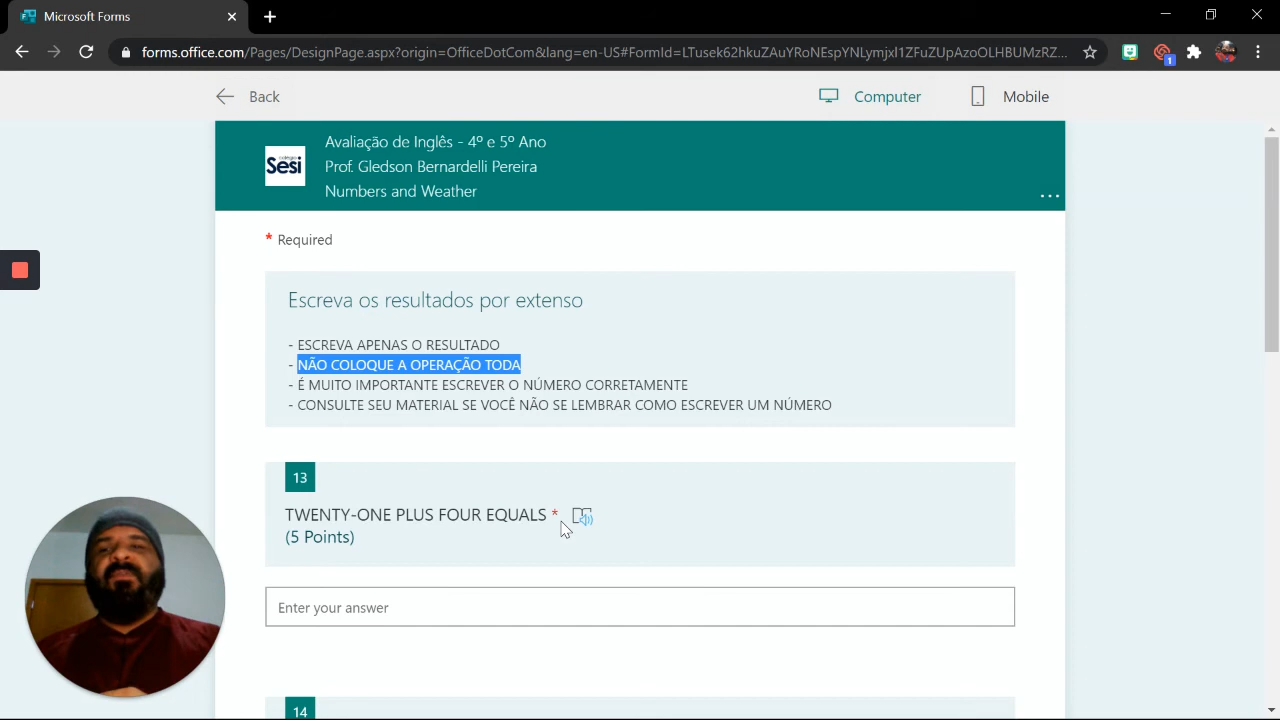 Microsoft Forms
forms.office.com/Pages/DesignPage.aspx?origin=OfficeDotCom&lang=en-US#FormId=LTusek62hkuZAuYRoNEspYNLymjxI1ZFuZUpAzoOLHBUMzRZ...
1
Back
Computer
Mobile
colégio
Sesi
Avaliação de Inglês - 4º e 5º Ano
Prof. Gledson Bernardelli Pereira
Numbers and Weather
...
* Required
Escreva os resultados por extenso
- ESCREVA APENAS O RESULTADO
- NÃO COLOQUE A OPERAÇÃO TODA
- É MUITO IMPORTANTE ESCREVER O NÚMERO CORRETAMENTE
- CONSULTE SEU MATERIAL SE VOCÊ NÃO SE LEMBRAR COMO ESCREVER UM NÚMERO
13
TWENTY-ONE PLUS FOUR EQUALS *
(5 Points)
Enter your answer
14